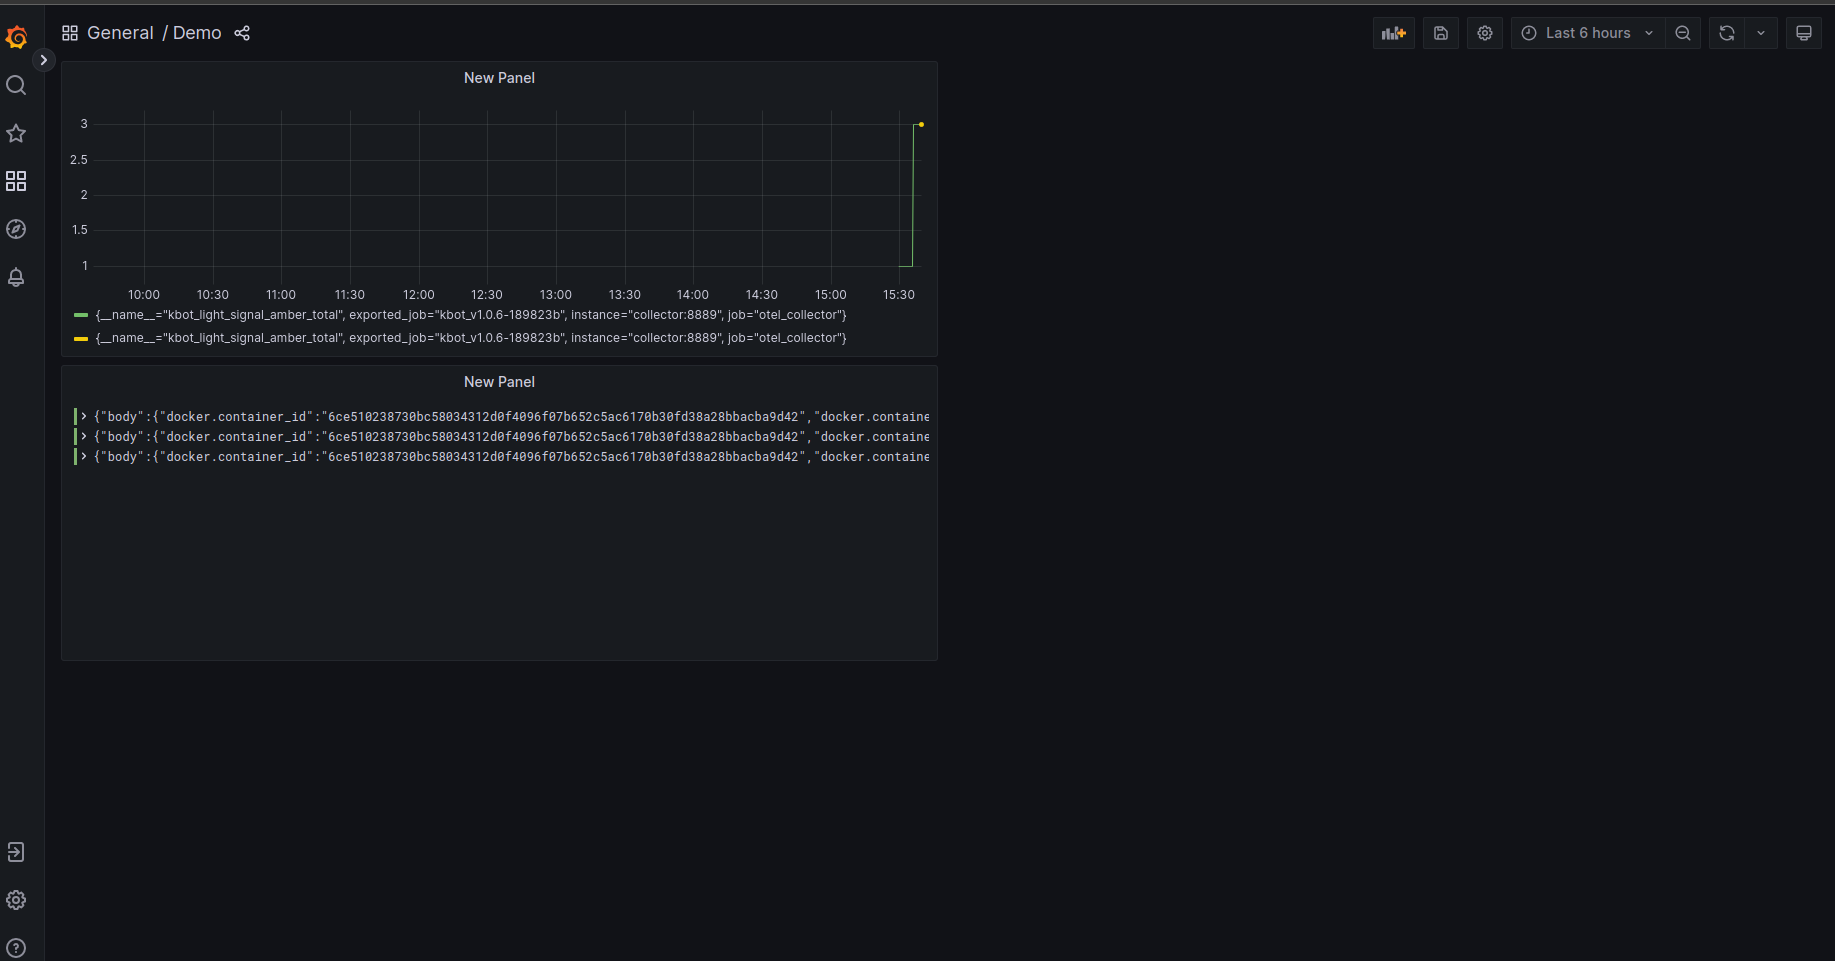 General / Demo
Last 6 hours
New Panel
3
2.5
2
1.5
1
10:00 10:30 11:00 11:30 12:00 12:30 13:00 13:30 14:00 14:30 15:00 15:30
{__name__="kbot_light_signal_amber_total", exported_job="kbot_v1.0.6-189823b", instance="collector:8889", job="otel_collector"}
{__name__="kbot_light_signal_amber_total", exported_job="kbot_v1.0.6-189823b", instance="collector:8889", job="otel_collector"}
New Panel
{"body":{"docker.container_id":"6ce510238730bc58034312d0f4096f07b652c5ac6170b30fd38a28bbacba9d42","docker.containe
{"body":{"docker.container_id":"6ce510238730bc58034312d0f4096f07b652c5ac6170b30fd38a28bbacba9d42","docker.containe
{"body":{"docker.container_id":"6ce510238730bc58034312d0f4096f07b652c5ac6170b30fd38a28bbacba9d42","docker.containe